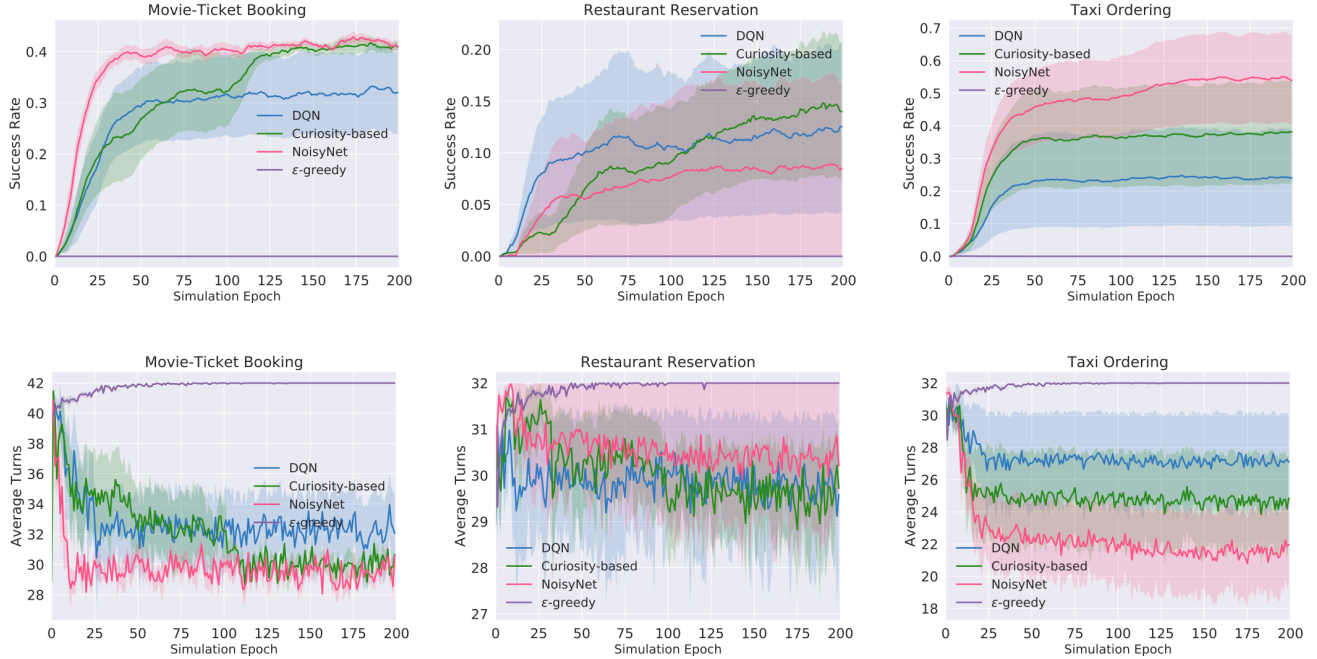 Movie-Ticket Booking
Success Rate
0.4
0.3
0.2
0.1
0.0
DQN
Curiosity-based
NoisyNet
ε-greedy
0 25 50 75 100 125 150 175 200
Simulation Epoch
Restaurant Reservation
Success Rate
0.20
0.15
0.10
0.05
0.00
DQN
Curiosity-based
NoisyNet
ε-greedy
0 25 50 75 100 125 150 175 200
Simulation Epoch
Taxi Ordering
Success Rate
0.7
0.6
0.5
0.4
0.3
0.2
0.1
0.0
DQN
Curiosity-based
NoisyNet
ε-greedy
0 25 50 75 100 125 150 175 200
Simulation Epoch
Movie-Ticket Booking
Average Turns
42
40
38
36
34
32
30
28
DQN
Curiosity-based
NoisyNet
ε-greedy
0 25 50 75 100 125 150 175 200
Simulation Epoch
Restaurant Reservation
Average Turns
32
31
30
29
28
27
DQN
Curiosity-based
NoisyNet
ε-greedy
0 25 50 75 100 125 150 175 200
Simulation Epoch
Taxi Ordering
Average Turns
32
30
28
26
24
22
20
18
DQN
Curiosity-based
NoisyNet
ε-greedy
0 25 50 75 100 125 150 175 200
Simulation Epoch